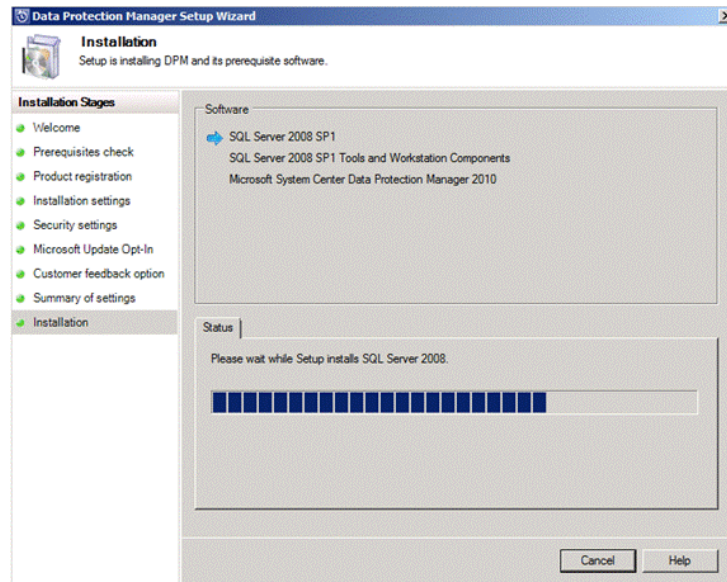 Data Protection Manager Setup Wizard
Installation
Setup is installing DPM and its prerequisite software.
Installation Stages
Welcome
Prerequisites check
Product registration
Installation settings
Security settings
Microsoft Update Opt-In
Customer feedback option
Summary of settings
Installation
Software
SQL Server 2008 SP1
SQL Server 2008 SP1 Tools and Workstation Components
Microsoft System Center Data Protection Manager 2010
Status
Please wait while Setup installs SQL Server 2008.
Cancel
Help